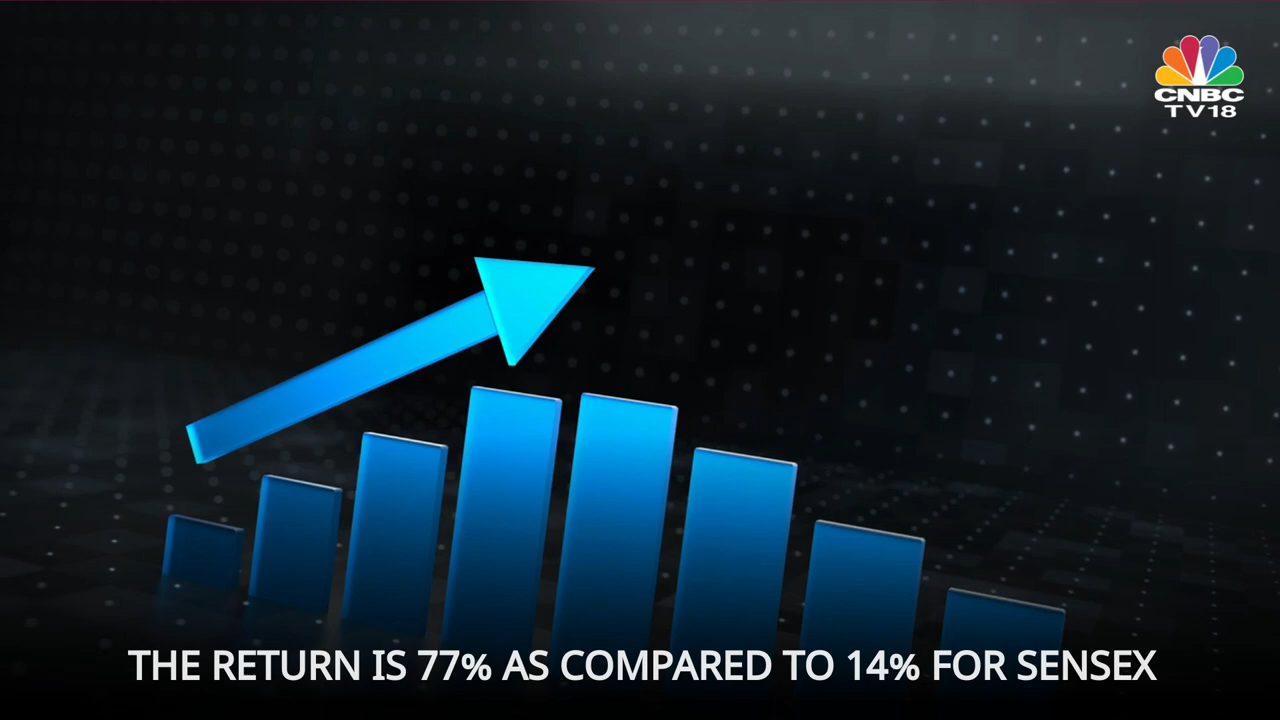 CNBC
TV18
THE RETURN IS 77% AS COMPARED TO 14% FOR SENSEX